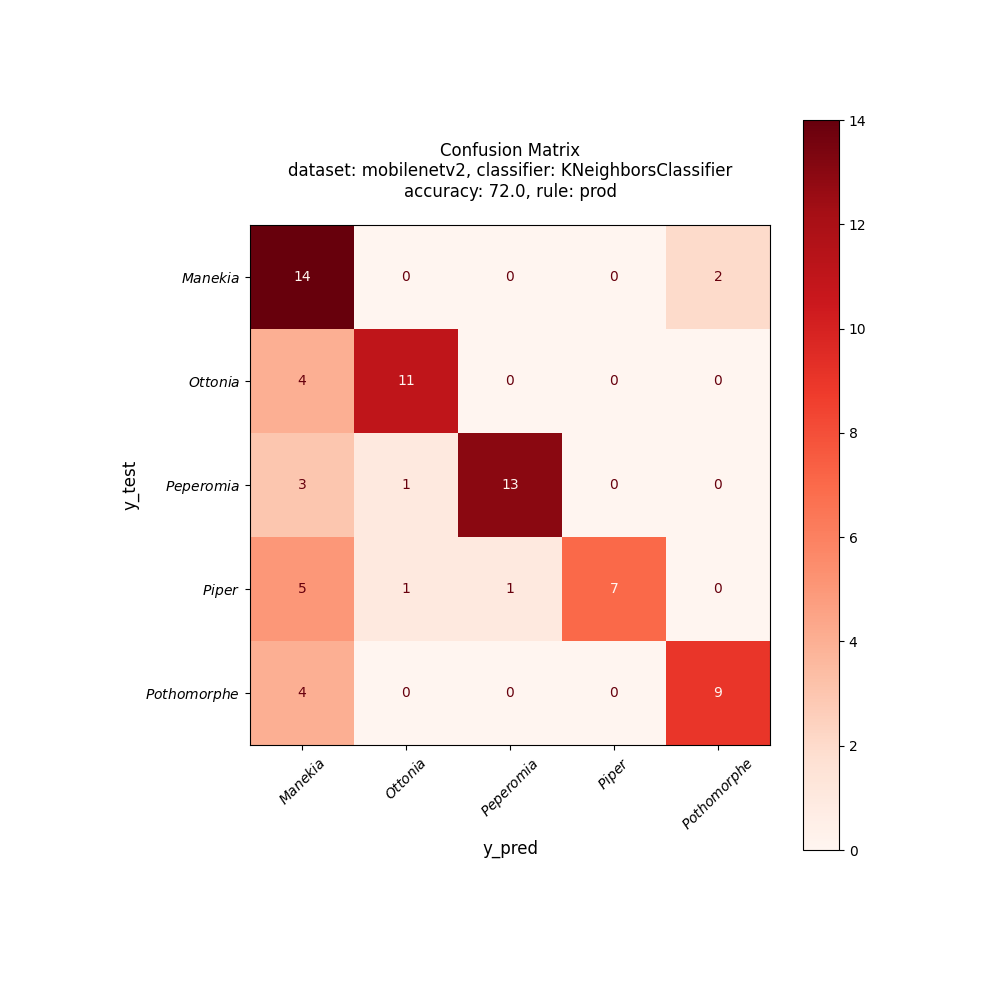 Confusion Matrix
dataset: mobilenetv2, classifier: KNeighborsClassifier
accuracy: 72.0, rule: prod
14
12
10
8
6
4
2
0
y_test
Manekia 14 0 0 0 2
Ottonia 4 11 0 0 0
Peperomia 3 1 13 0 0
Piper 5 1 1 7 0
Pothomorphe 4 0 0 0 9
Manekia Ottonia Peperomia Piper Pothomorphe
y_pred